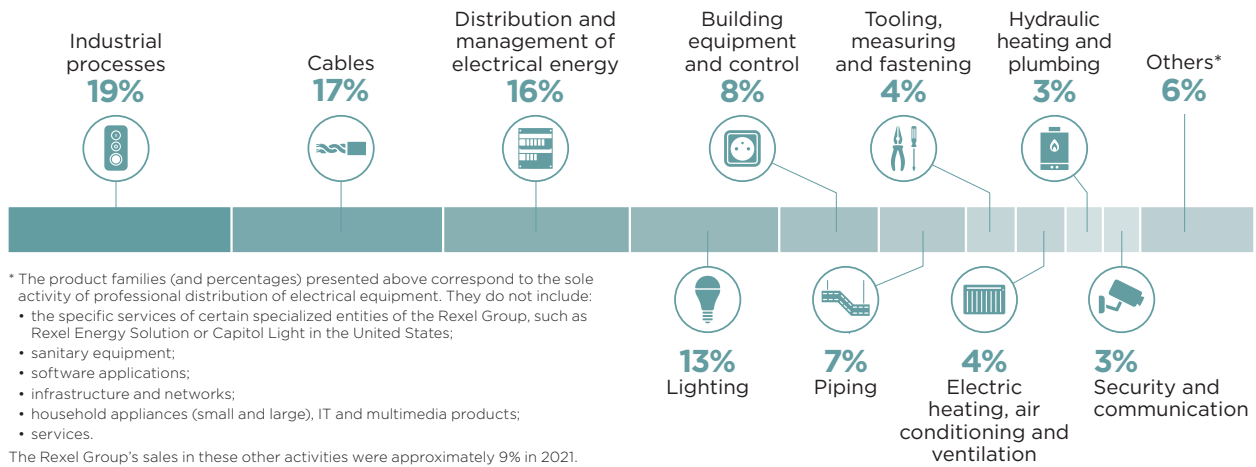 Industrial
processes
19%
Cables
17%
Distribution and
management of
electrical energy
16%
Building
equipment
and control
8%
Tooling,
measuring
and fastening
4%
Hydraulic
heating and
plumbing
3%
Others*
6%
13%
Lighting
7%
Piping
4%
Electric
heating, air
conditioning and
ventilation
3%
Security and
communication
* The product families (and percentages) presented above correspond to the sole
activity of professional distribution of electrical equipment. They do not include:
• the specific services of certain specialized entities of the Rexel Group, such as
Rexel Energy Solution or Capitol Light in the United States;
• sanitary equipment;
• software applications;
• infrastructure and networks;
• household appliances (small and large), IT and multimedia products;
• services.
The Rexel Group's sales in these other activities were approximately 9% in 2021.